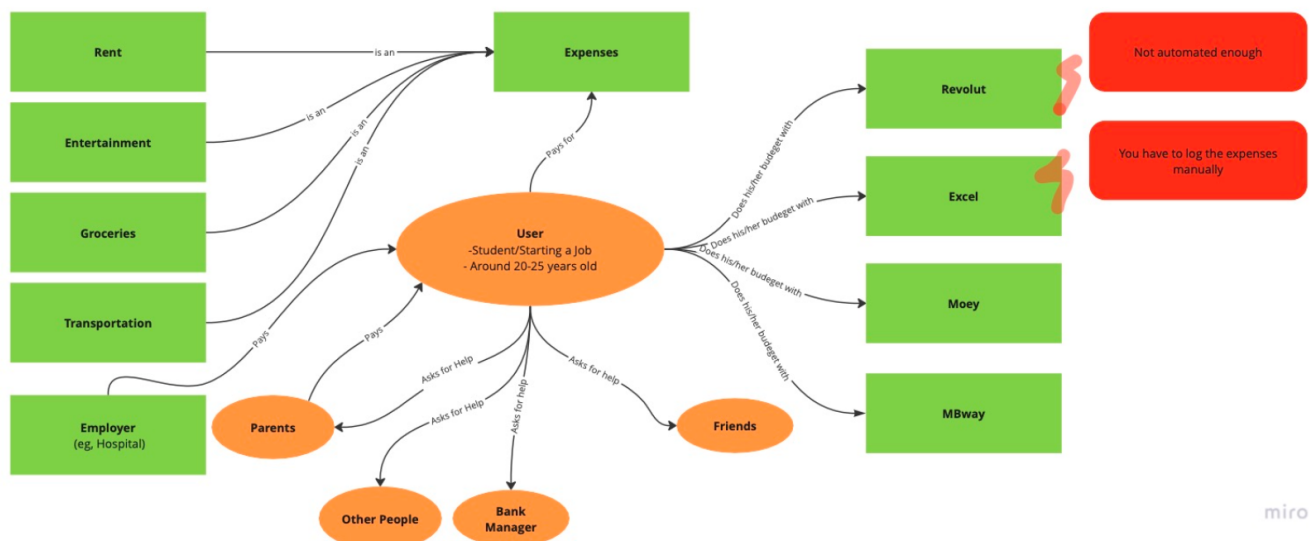 Rent
is an
Expenses
Not automated enough
Revolut
is an
Entertainment
is an
is an
Pays for
You have to log the expenses
manually
Does his/her budeget with
Excel
Groceries
User
-Student/Starting a Job
- Around 20-25 years old
Does his/her budeget with
Does his/her budeget with
Does his/her budeget with
Moey
Transportation
Pays
Pays
Asks for Help
Asks for Help
Asks for help
Asks for help
Employer
(eg, Hospital)
Parents
Friends
MBway
Other People
Bank
Manager
miro